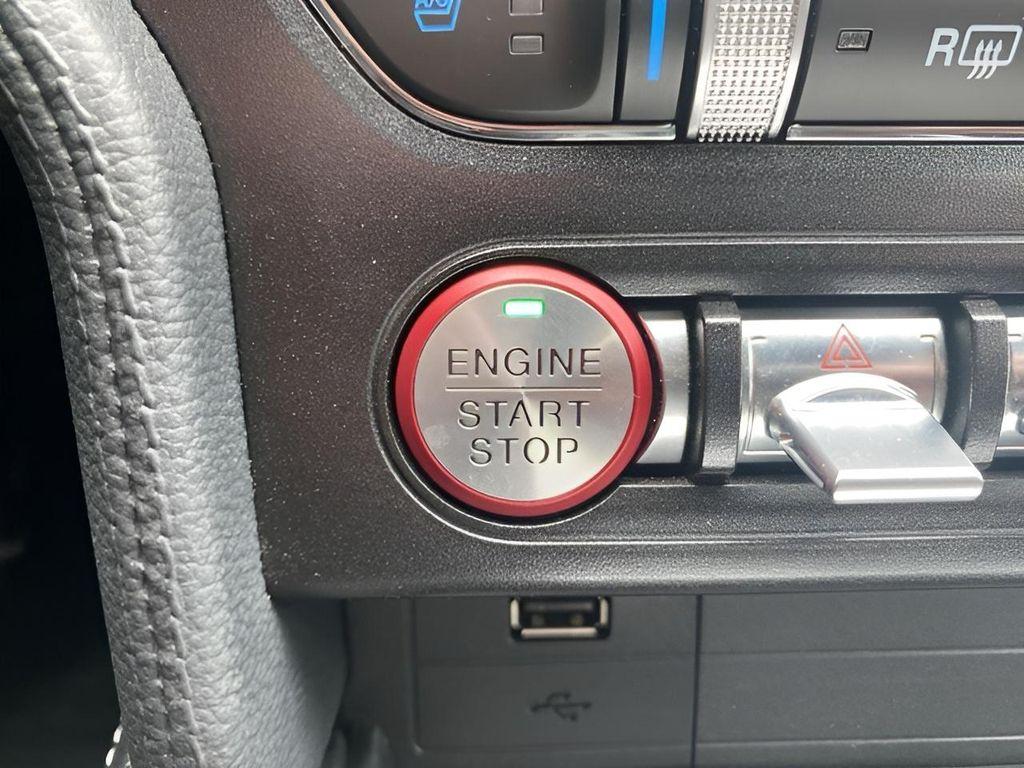 A/C
R
ENGINE
START
STOP